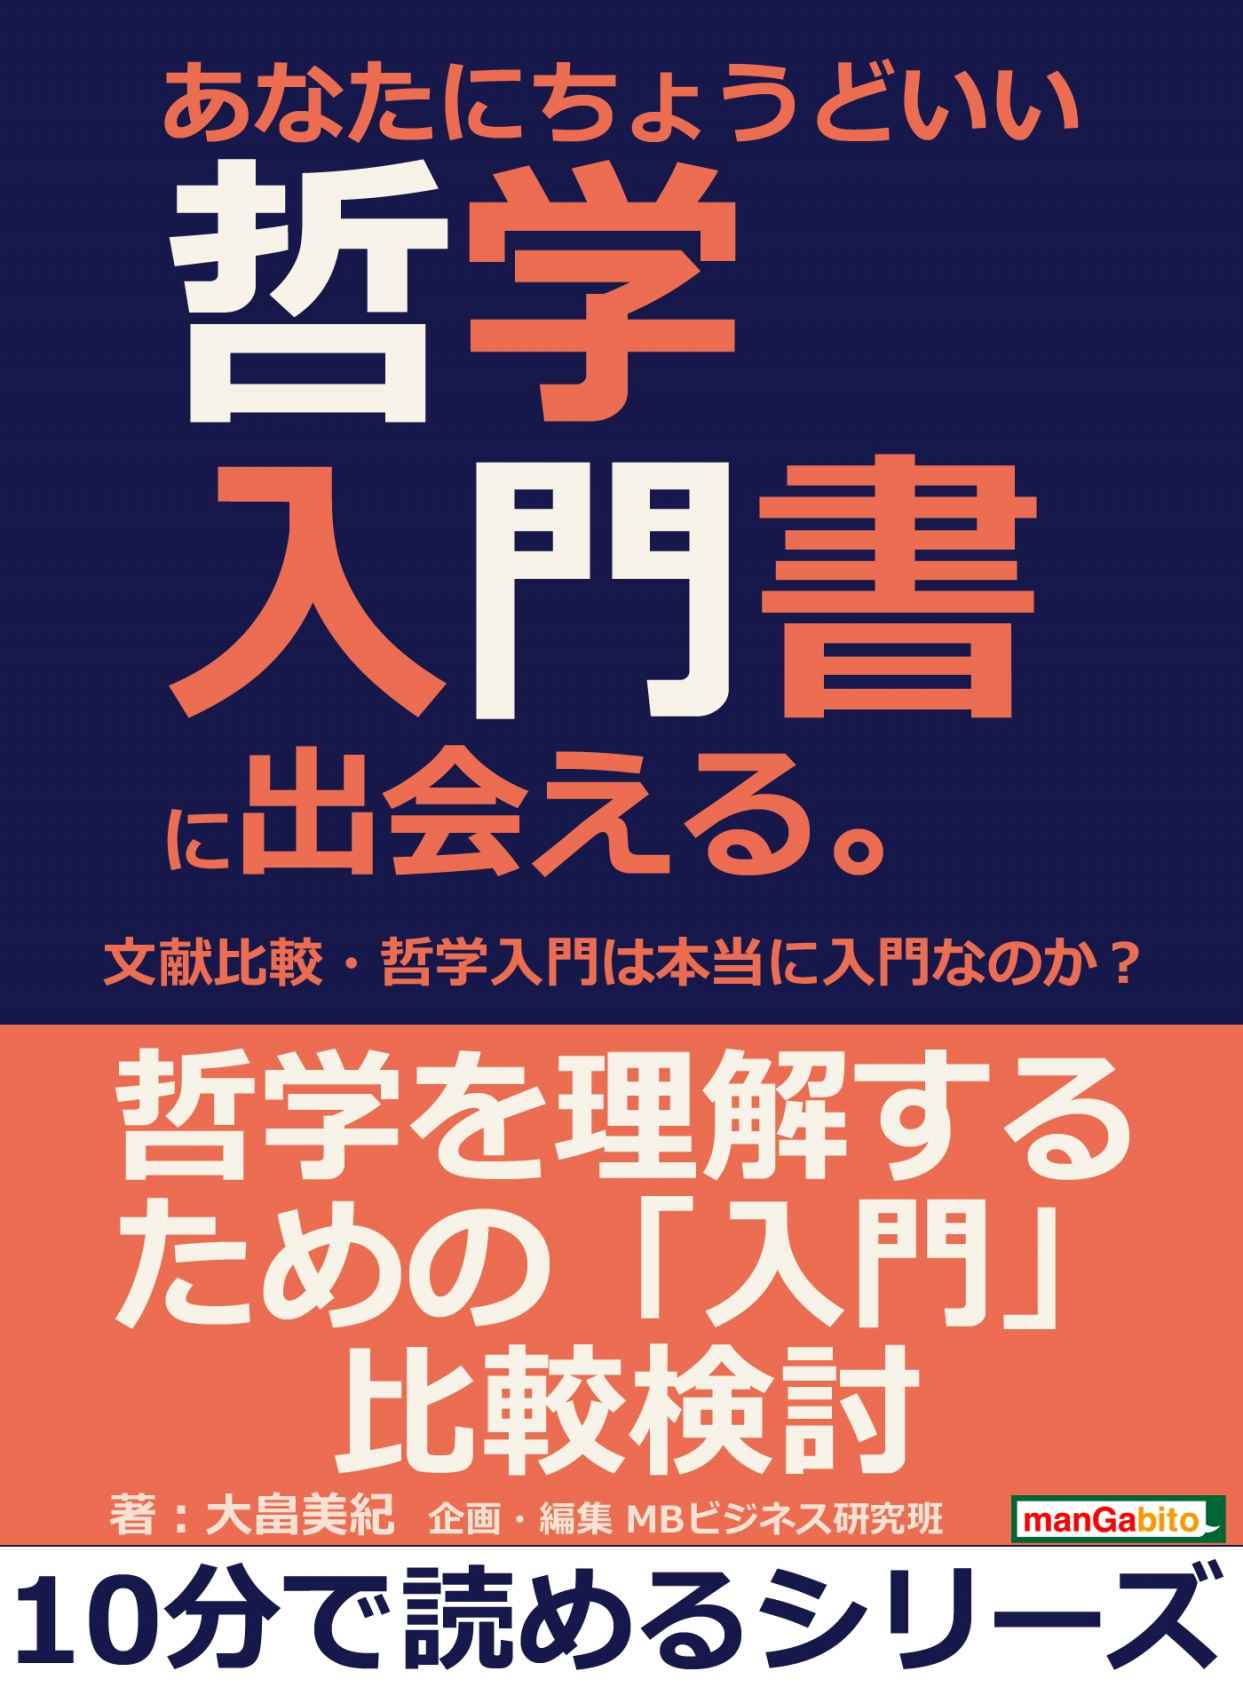 あなたにちょうどいい
哲学
入門書
に出会える。
文献比較・哲学入門は本当に入門なのか？
哲学を理解する
ための「入門」
比較検討
著：大畠美紀 企画・編集 MBビジネス研究班
manGabito
10分で読めるシリーズ